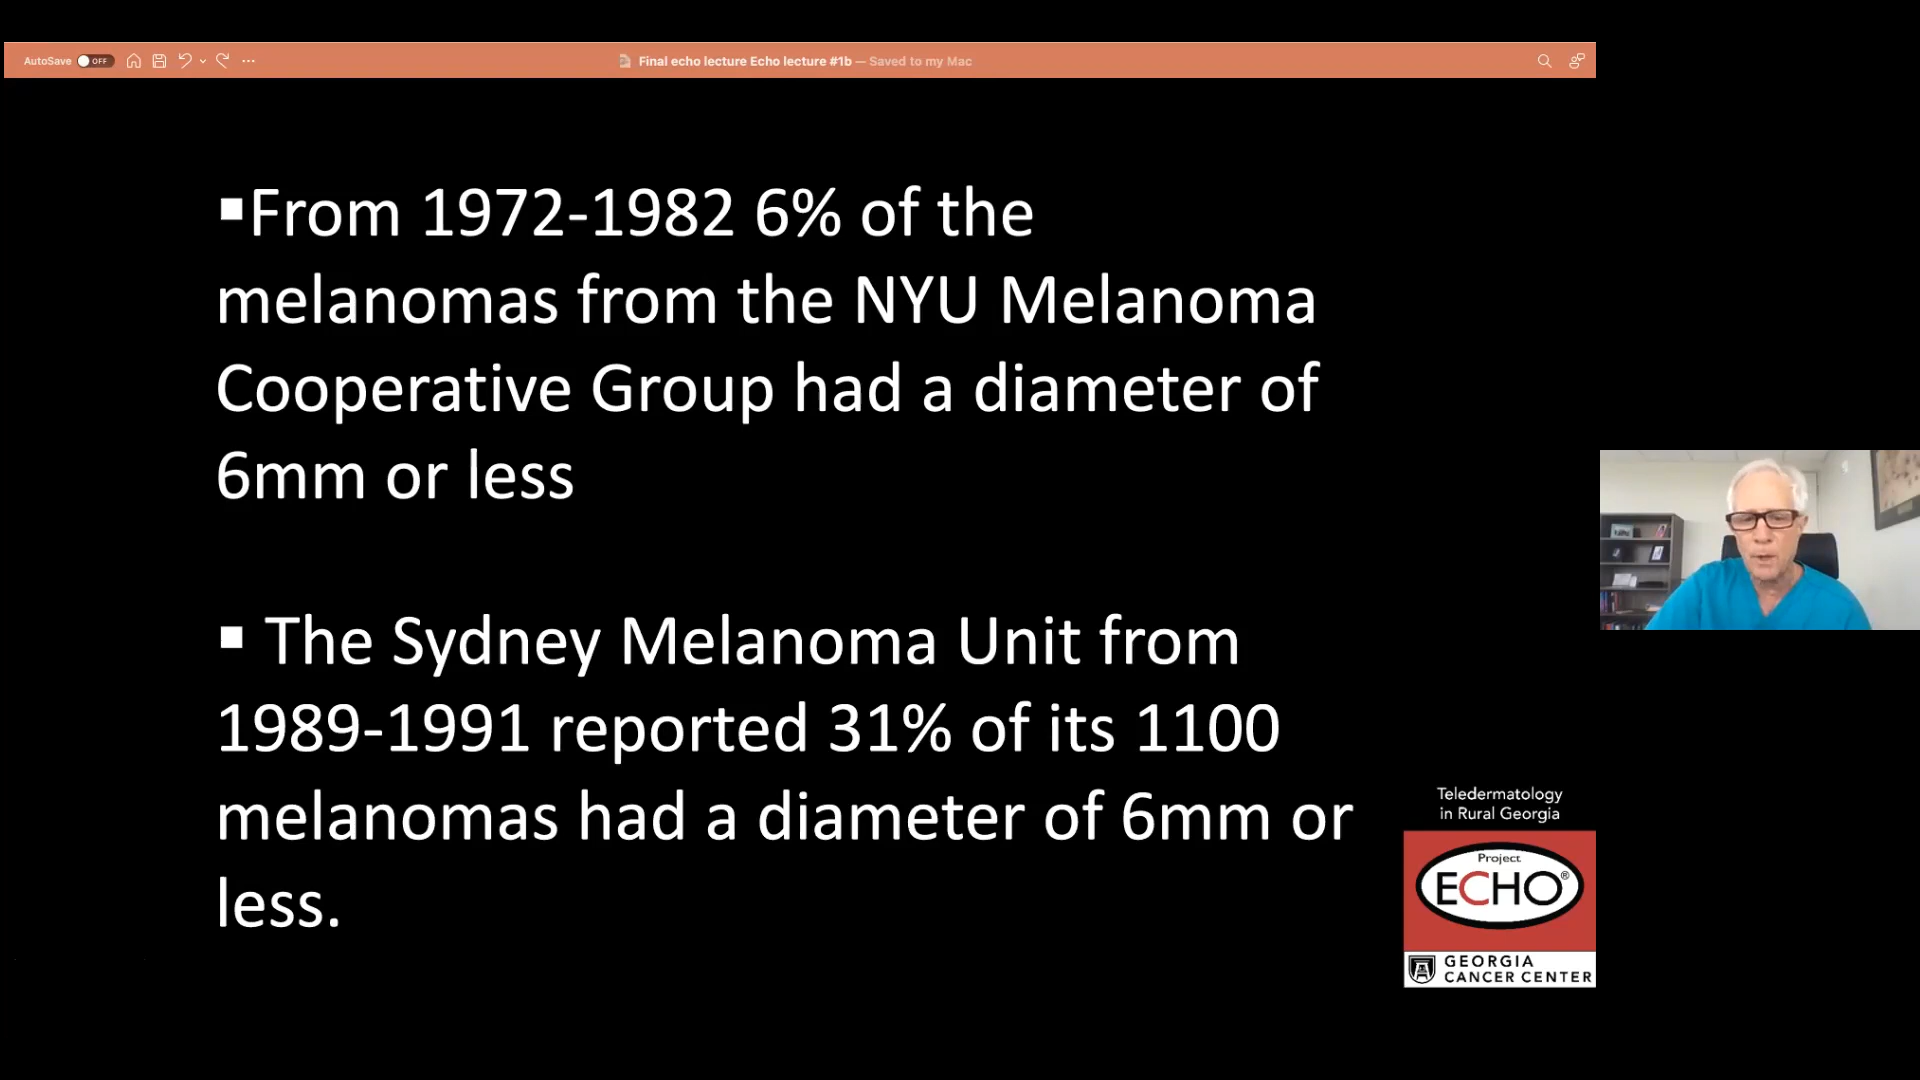 AutoSave OFF
Final echo lecture Echo lecture #1b — Saved to my Mac
▪From 1972-1982 6% of the
melanomas from the NYU Melanoma
Cooperative Group had a diameter of
6mm or less
▪ The Sydney Melanoma Unit from
1989-1991 reported 31% of its 1100
melanomas had a diameter of 6mm or
less.
Teledermatology
in Rural Georgia
Project
ECHO®
GEORGIA
CANCER CENTER